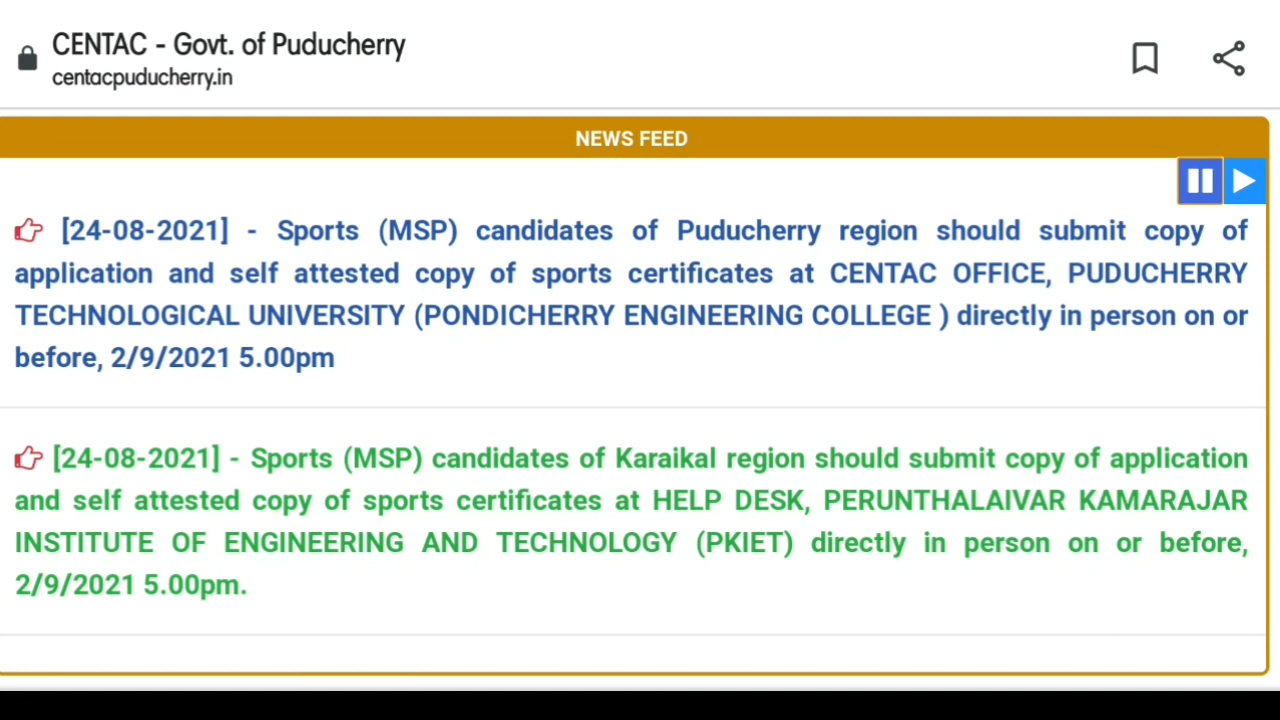 CENTAC - Govt. of Puducherry
centacpuducherry.in
NEWS FEED
[24-08-2021] - Sports (MSP) candidates of Puducherry region should submit copy of
application and self attested copy of sports certificates at CENTAC OFFICE, PUDUCHERRY
TECHNOLOGICAL UNIVERSITY (PONDICHERRY ENGINEERING COLLEGE ) directly in person on or
before, 2/9/2021 5.00pm
[24-08-2021] - Sports (MSP) candidates of Karaikal region should submit copy of application
and self attested copy of sports certificates at HELP DESK, PERUNTHALAIVAR KAMARAJAR
INSTITUTE OF ENGINEERING AND TECHNOLOGY (PKIET) directly in person on or before,
2/9/2021 5.00pm.